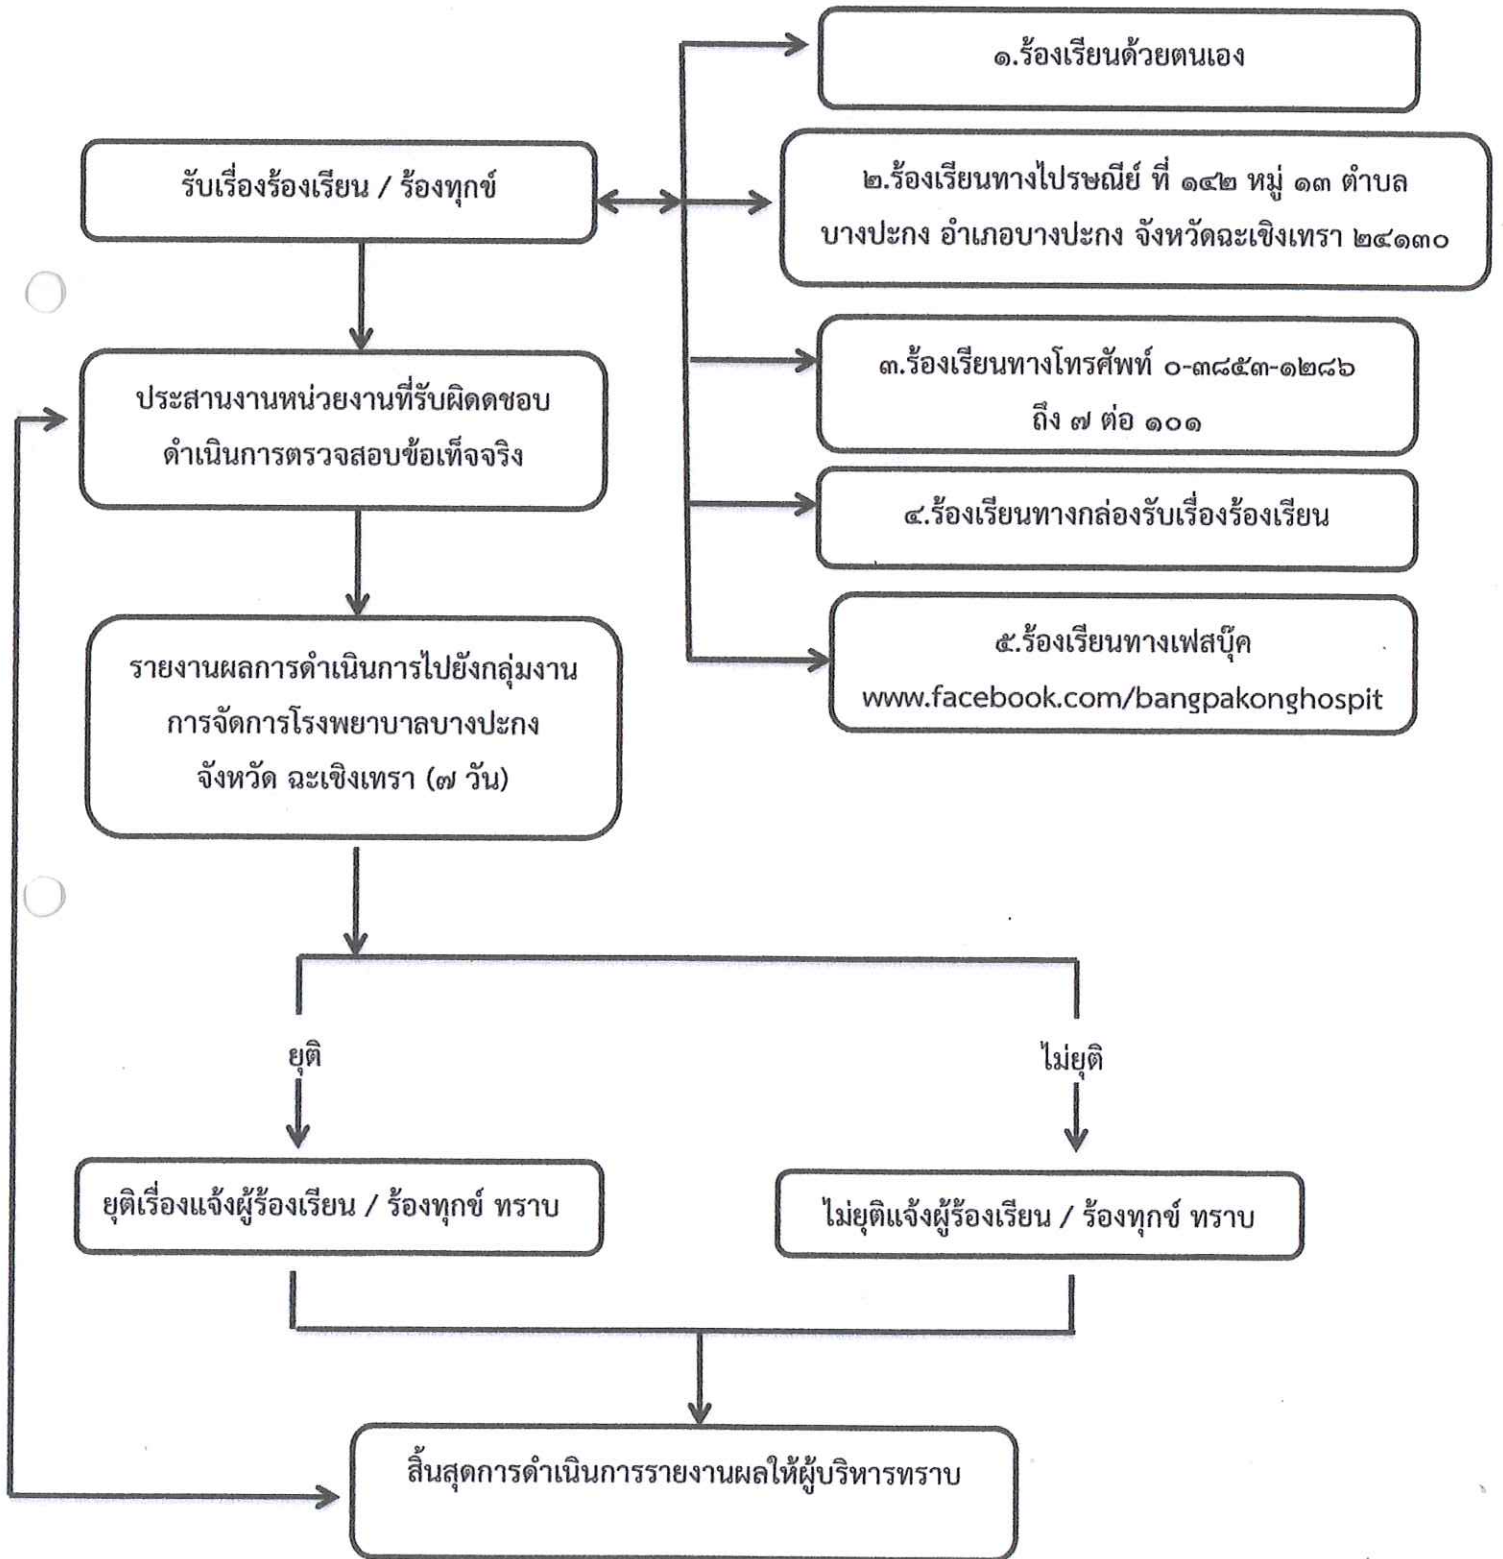 ๑.ร้องเรียนด้วยตนเอง
รับเรื่องร้องเรียน / ร้องทุกข์
๒.ร้องเรียนทางไปรษณีย์ ที่ ๑๔๒ หมู่ ๑๓ ตำบล
บางปะกง อำเภอบางปะกง จังหวัดฉะเชิงเทรา ๒๔๑๓๐
๓.ร้องเรียนทางโทรศัพท์ ๐-๓๘๕๓-๑๒๘๖
ถึง ๗ ต่อ ๑๐๑
ประสานงานหน่วยงานที่รับผิดดชอบ
ดำเนินการตรวจสอบข้อเท็จจริง
๔.ร้องเรียนทางกล่องรับเรื่องร้องเรียน
๕.ร้องเรียนทางเฟสบุ๊ค
www.facebook.com/bangpakonghospit
รายงานผลการดำเนินการไปยังกลุ่มงาน
การจัดการโรงพยาบาลบางปะกง
จังหวัด ฉะเชิงเทรา (๗ วัน)
ยุติ
ไม่ยุติ
ยุติเรื่องแจ้งผู้ร้องเรียน / ร้องทุกข์ ทราบ
ไม่ยุติแจ้งผู้ร้องเรียน / ร้องทุกข์ ทราบ
สิ้นสุดการดำเนินการรายงานผลให้ผู้บริหารทราบ